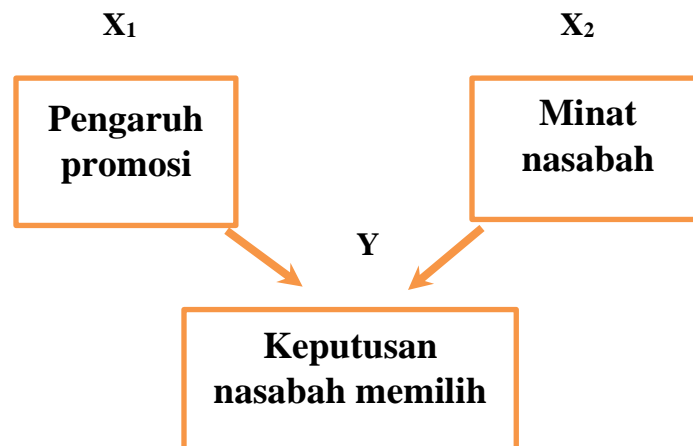 X₁
X₂
Pengaruh
promosi
Minat
nasabah
Y
Keputusan
nasabah memilih